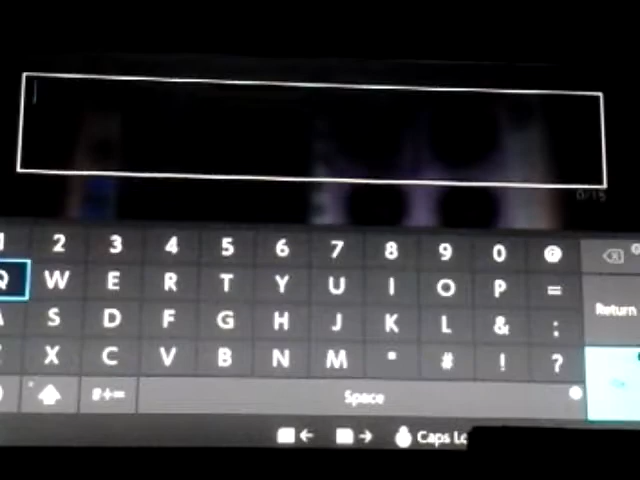 0/15
1 2 3 4 5 6 7 8 9 0 @
Q W E R T Y U I O P =
A S D F G H J K L & :
X C V B N M * # ! ?
Return
#+=
Space
← → Caps Lo